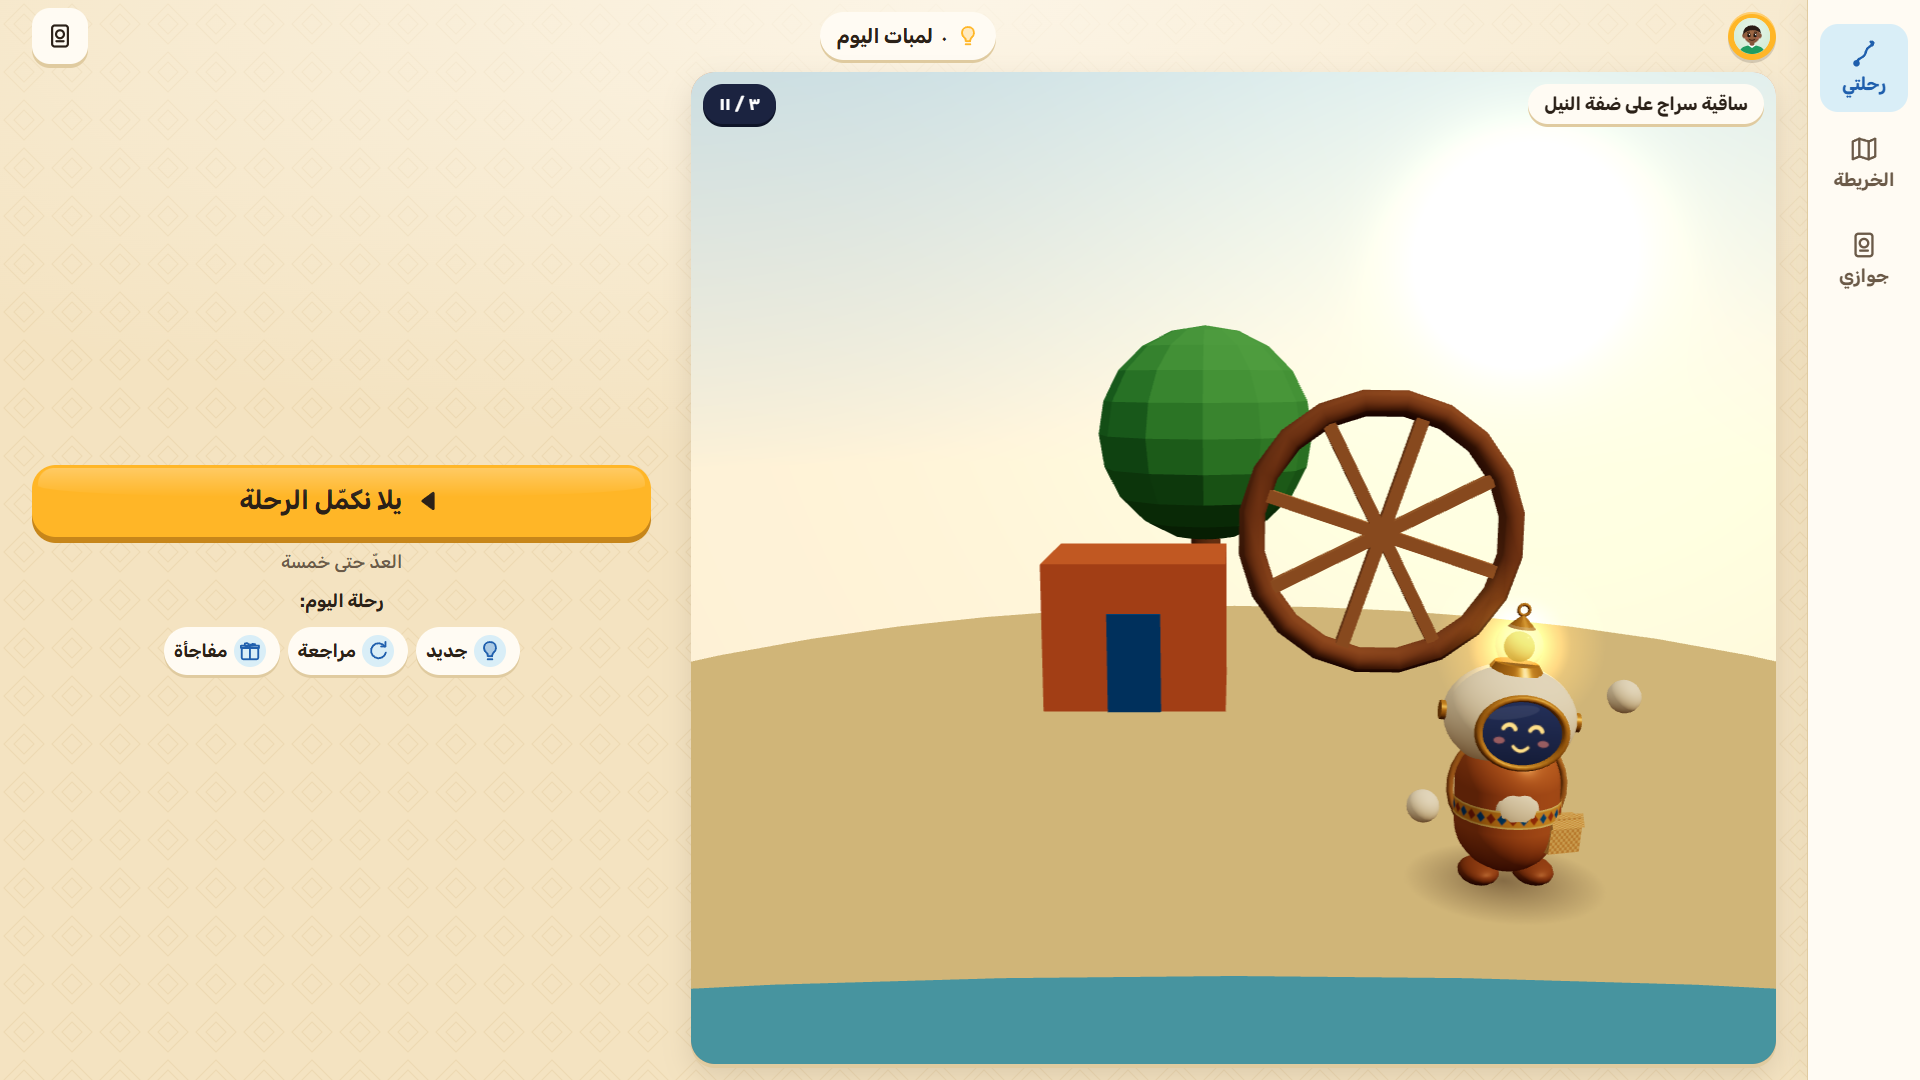 رحلتي
الخريطة
جوازي
٠ لمبات اليوم
ساقية سراج على ضفة النيل
٣ / ١١
يلا نكمّل الرحلة
العدّ حتى خمسة
رحلة اليوم:
جديد
مراجعة
مفاجأة